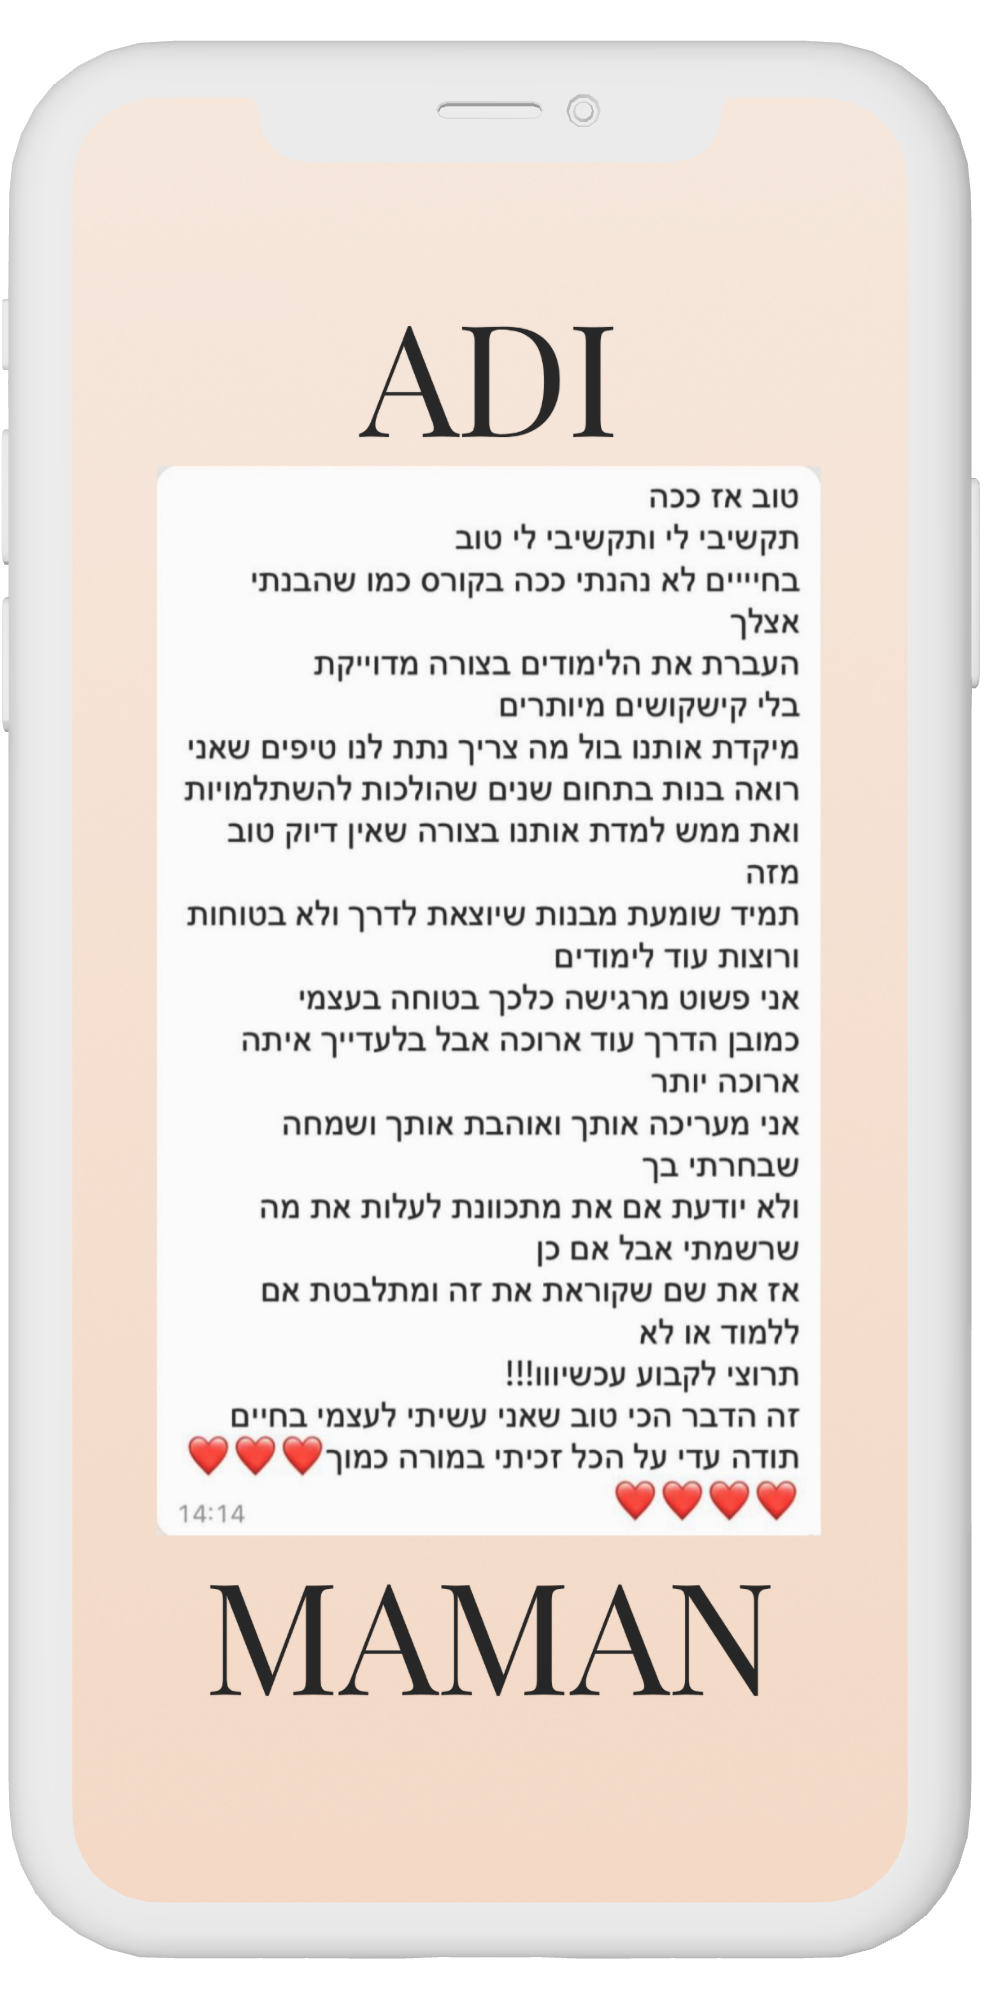 ADI
טוב אז ככה
תקשיבי לי ותקשיבי לי טוב
בחיייים לא נהנתי ככה בקורס כמו שהבנתי
אצלך
העברת את הלימודים בצורה מדוייקת
בלי קישקושים מיותרים
מיקדת אותנו בול מה צריך נתת לנו טיפים שאני
רואה בנות בתחום שנים שהולכות להשתלמויות
ואת ממש למדת אותנו בצורה שאין דיוק טוב
מזה
תמיד שומעת מבנות שיוצאת לדרך ולא בטוחות
ורוצות עוד לימודים
אני פשוט מרגישה כלכך בטוחה בעצמי
כמובן הדרך עוד ארוכה אבל בלעדייך איתה
ארוכה יותר
אני מעריכה אותך ואוהבת אותך ושמחה
שבחרתי בך
ולא יודעת אם את מתכוונת לעלות את מה
שרשמתי אבל אם כן
אז את שם שקוראת את זה ומתלבטת אם
ללמוד או לא
תרוצי לקבוע עכשיווו!!!
זה הדבר הכי טוב שאני עשיתי לעצמי בחיים
תודה עדי על הכל זכיתי במורה כמוך❤️❤️❤️
❤️❤️❤️❤️
14:14
MAMAN